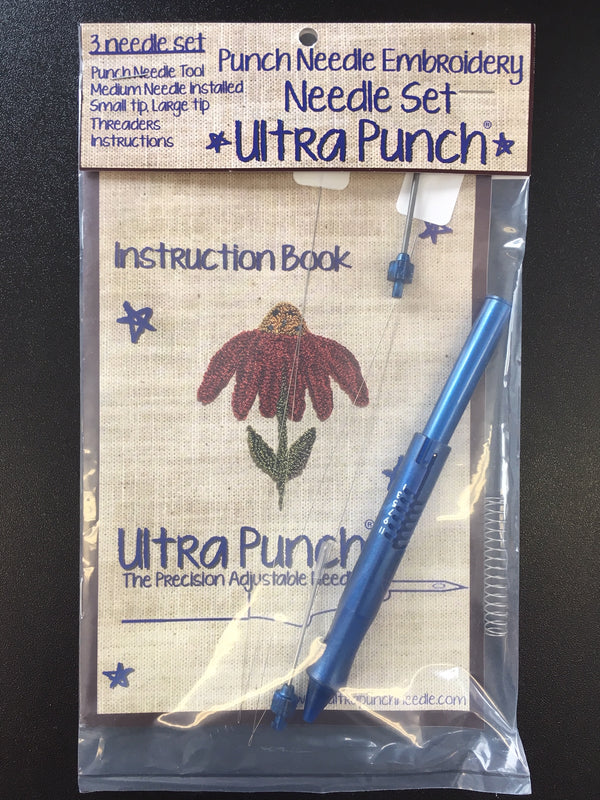 3 needle set
Punch Needle Tool
Medium Needle Installed
Small tip, Large tip
Threaders
Instructions
Punch Needle Embroidery
Needle Set
Ultra Punch®
Instruction Book
Ultra Punch®
The Precision Adjustable